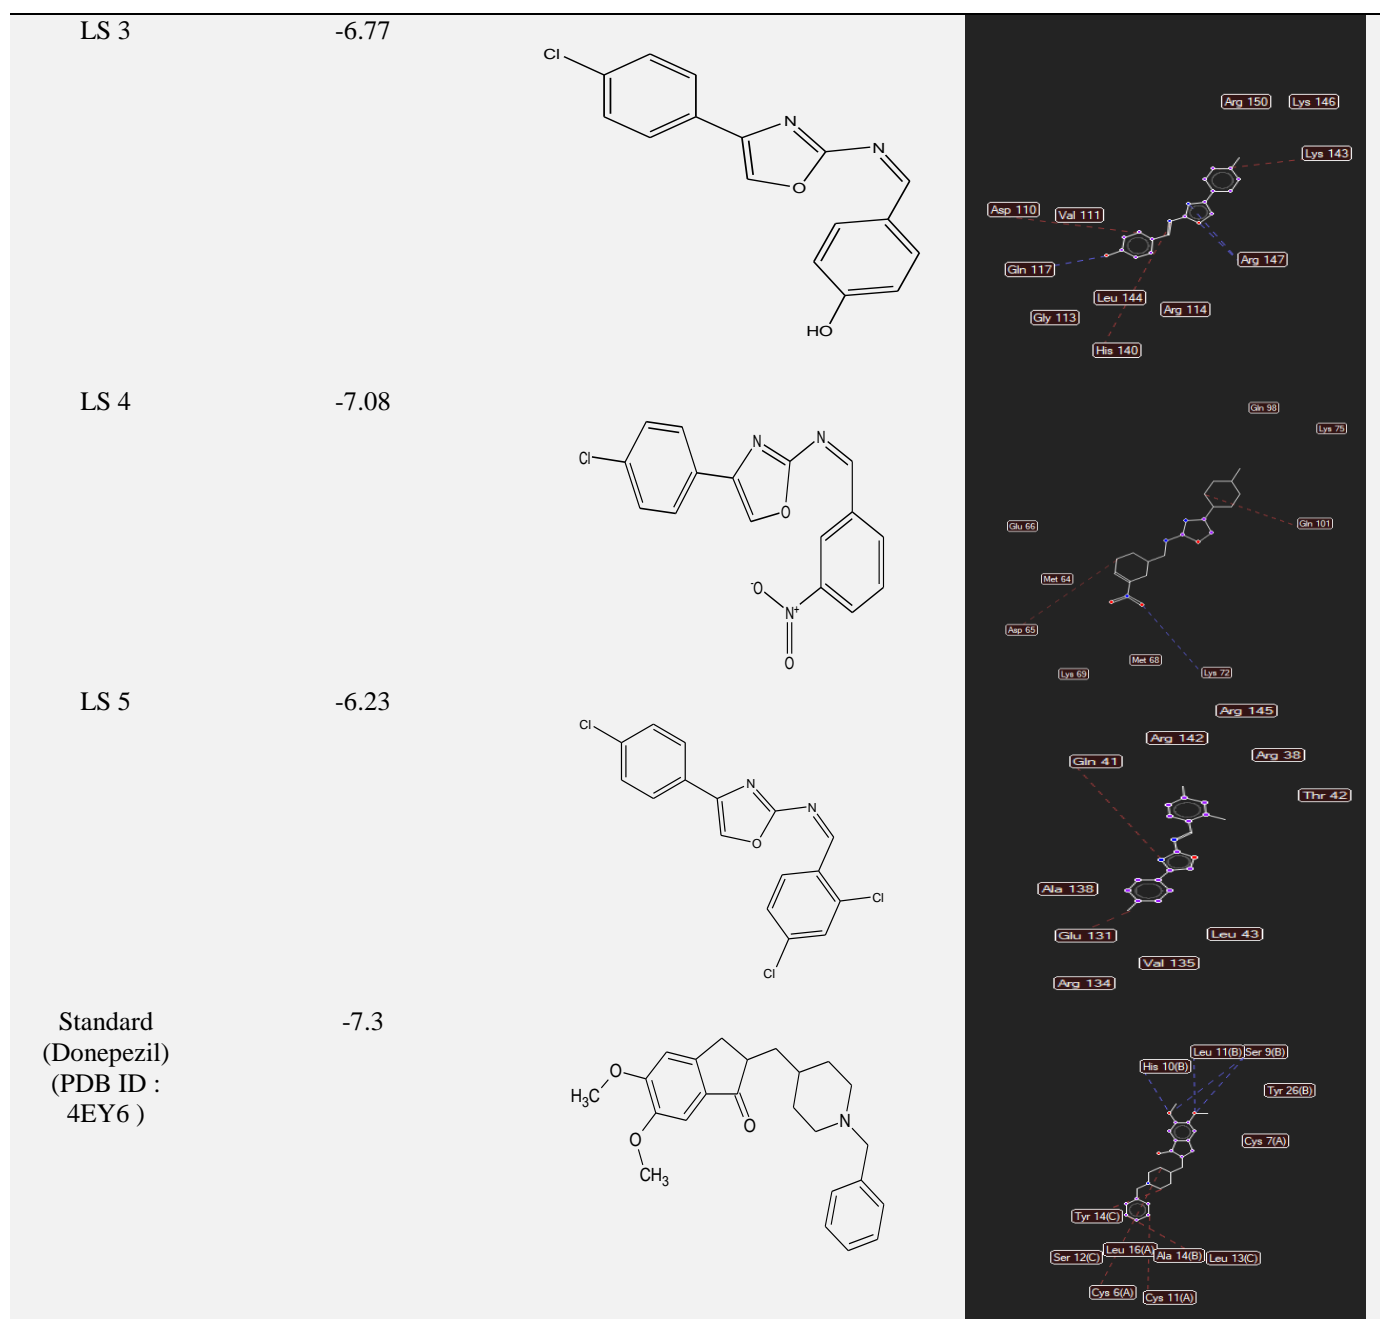 LS 3
-6.77
Cl
N
N
O
HO
Arg 150
Lys 146
Lys 143
Asp 110
Val 111
Gln 117
Arg 147
Leu 144
Arg 114
Gly 113
His 140
LS 4
-7.08
Cl
N
N
O
-O
N+
O
Gln 98
Lys 75
Glu 66
Gln 101
Met 64
Asp 65
Met 68
Lys 69
Lys 72
LS 5
-6.23
Cl
N
N
O
Cl
Cl
Arg 145
Arg 142
Arg 38
Gln 41
Thr 42
Ala 138
Glu 131
Leu 43
Val 135
Arg 134
Standard
(Donepezil)
(PDB ID :
4EY6 )
-7.3
O
H3C
O
CH3
O
N
Leu 11(B)
Ser 9(B)
His 10(B)
Tyr 26(B)
Cys 7(A)
Tyr 14(C)
Ser 12(C)
Leu 16(A)
Ala 14(B)
Leu 13(C)
Cys 6(A)
Cys 11(A)